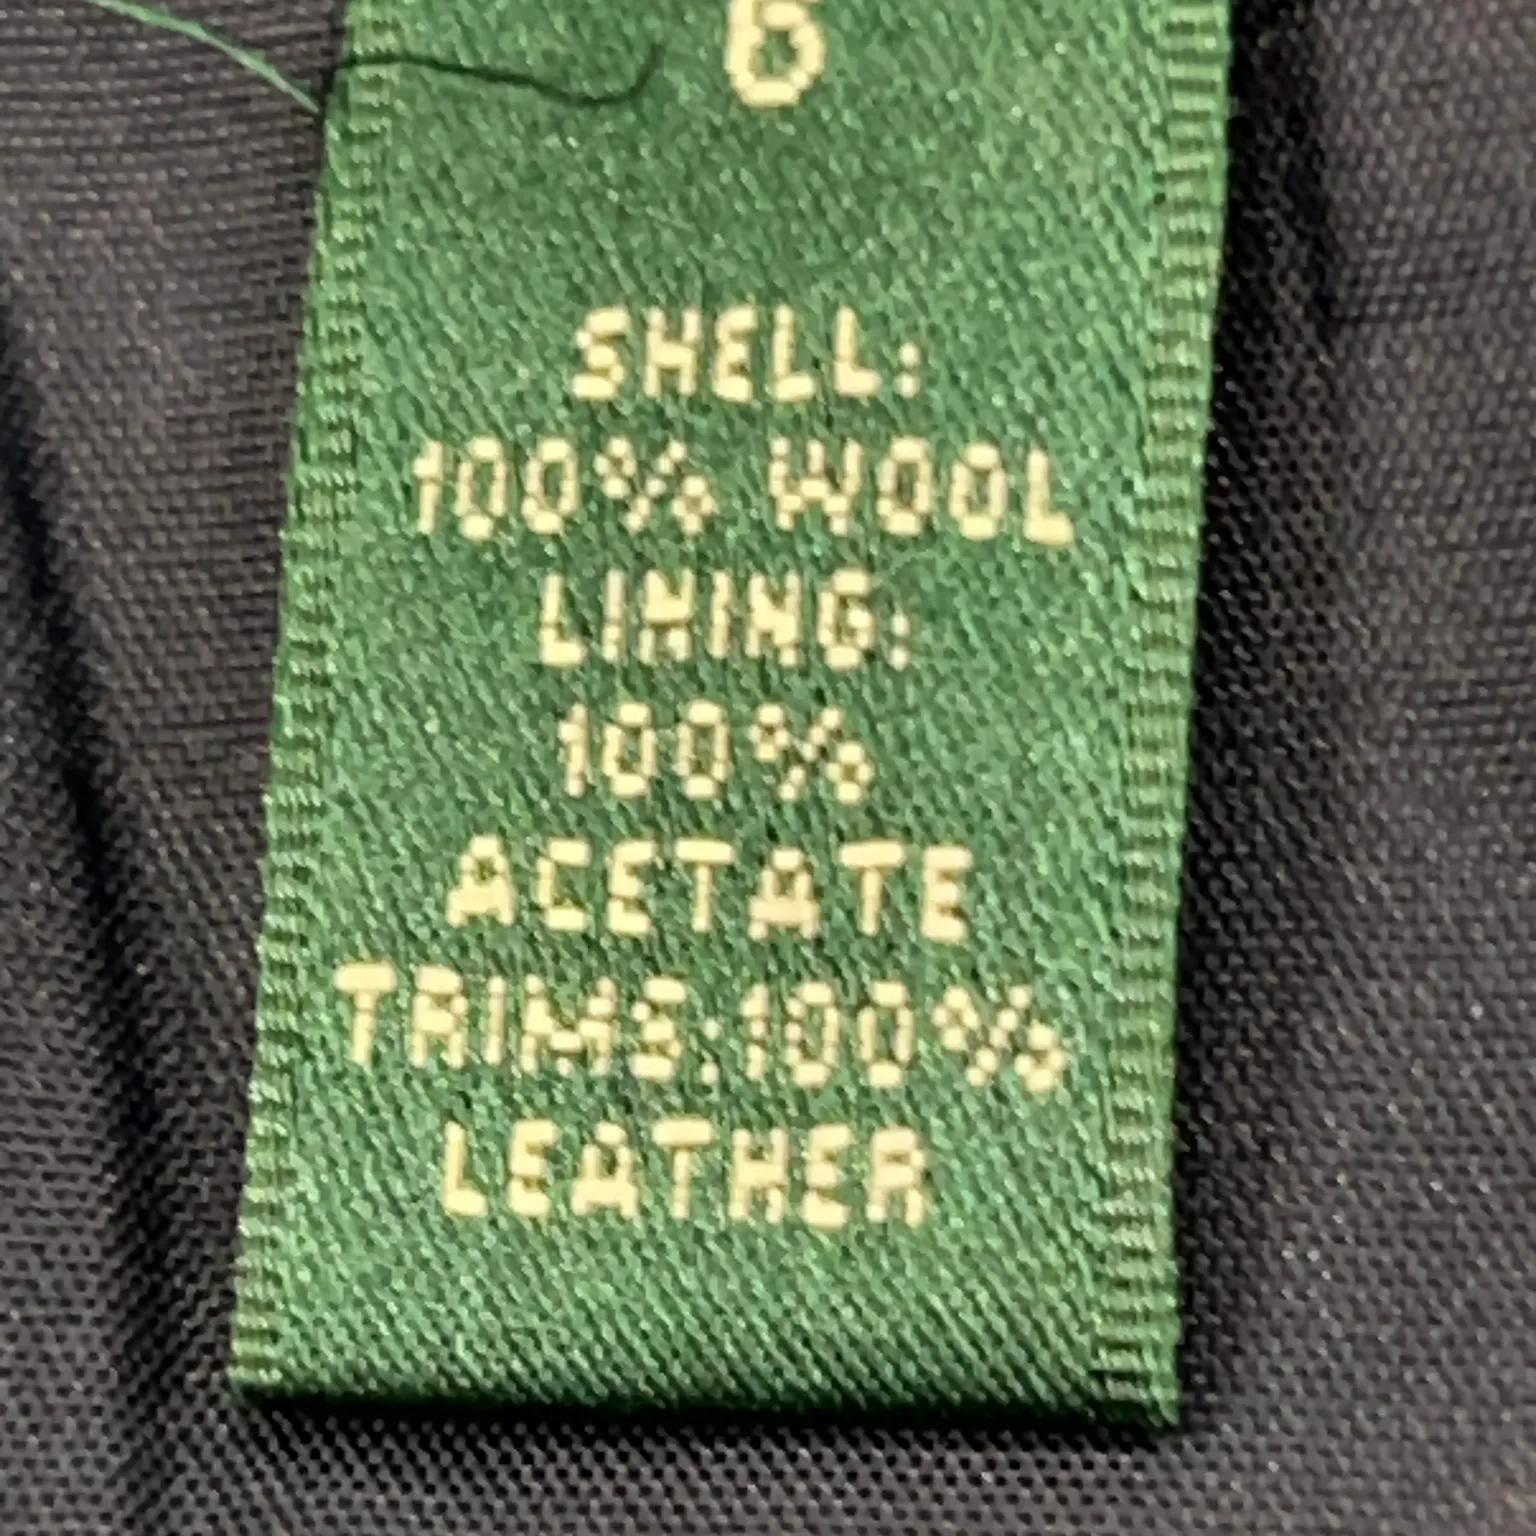 6
SHELL:
100% WOOL
LINING:
100%
ACETATE
TRIMS:100%
LEATHER